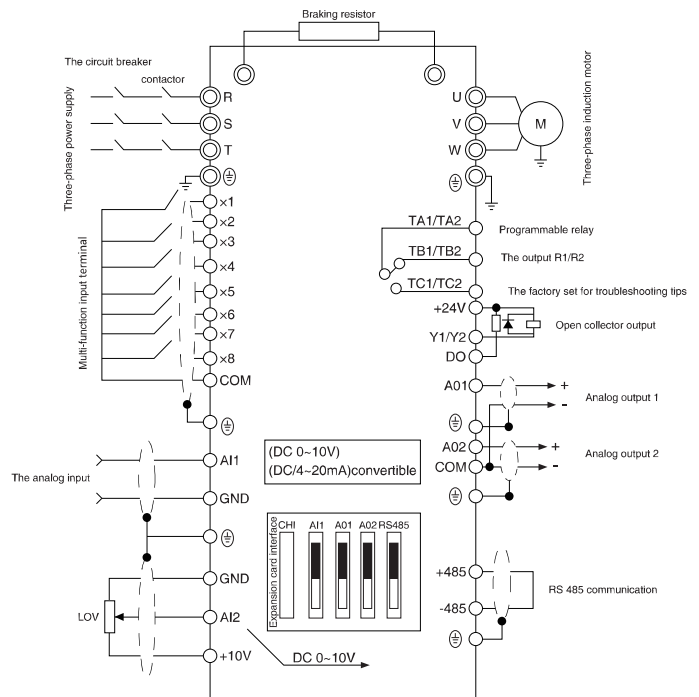 Braking resistor
The circuit breaker
contactor
Three-phase power supply
R
S
T
U
V
W
M
Three-phase induction motor
Multi-function input terminal
x1
x2
x3
x4
x5
x6
x7
x8
COM
TA1/TA2
Programmable relay
TB1/TB2
The output R1/R2
TC1/TC2
The factory set for troubleshooting tips
+24V
Y1/Y2
Open collector output
DO
A01
+
-
Analog output 1
A02
+
COM
-
Analog output 2
The analog input
AI1
GND
(DC 0~10V)
(DC/4~20mA)convertible
Expansion card interface
CHI AI1 A01 A02 RS485
GND
LOV
AI2
+10V
DC 0~10V
+485
-485
RS 485 communication